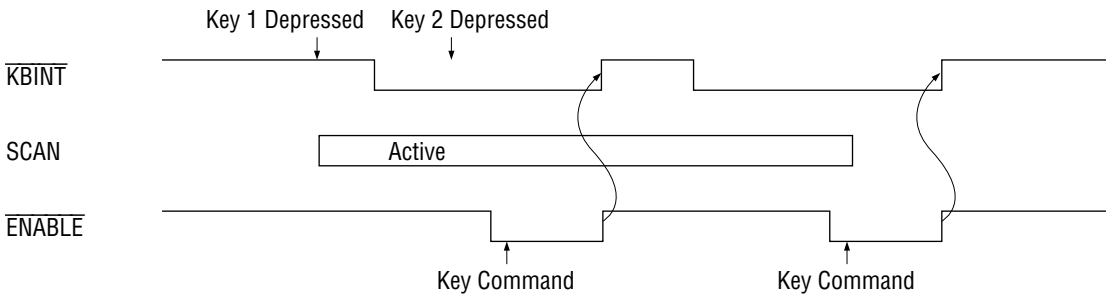 Key 1 Depressed
Key 2 Depressed
KBINT
SCAN
Active
ENABLE
Key Command
Key Command